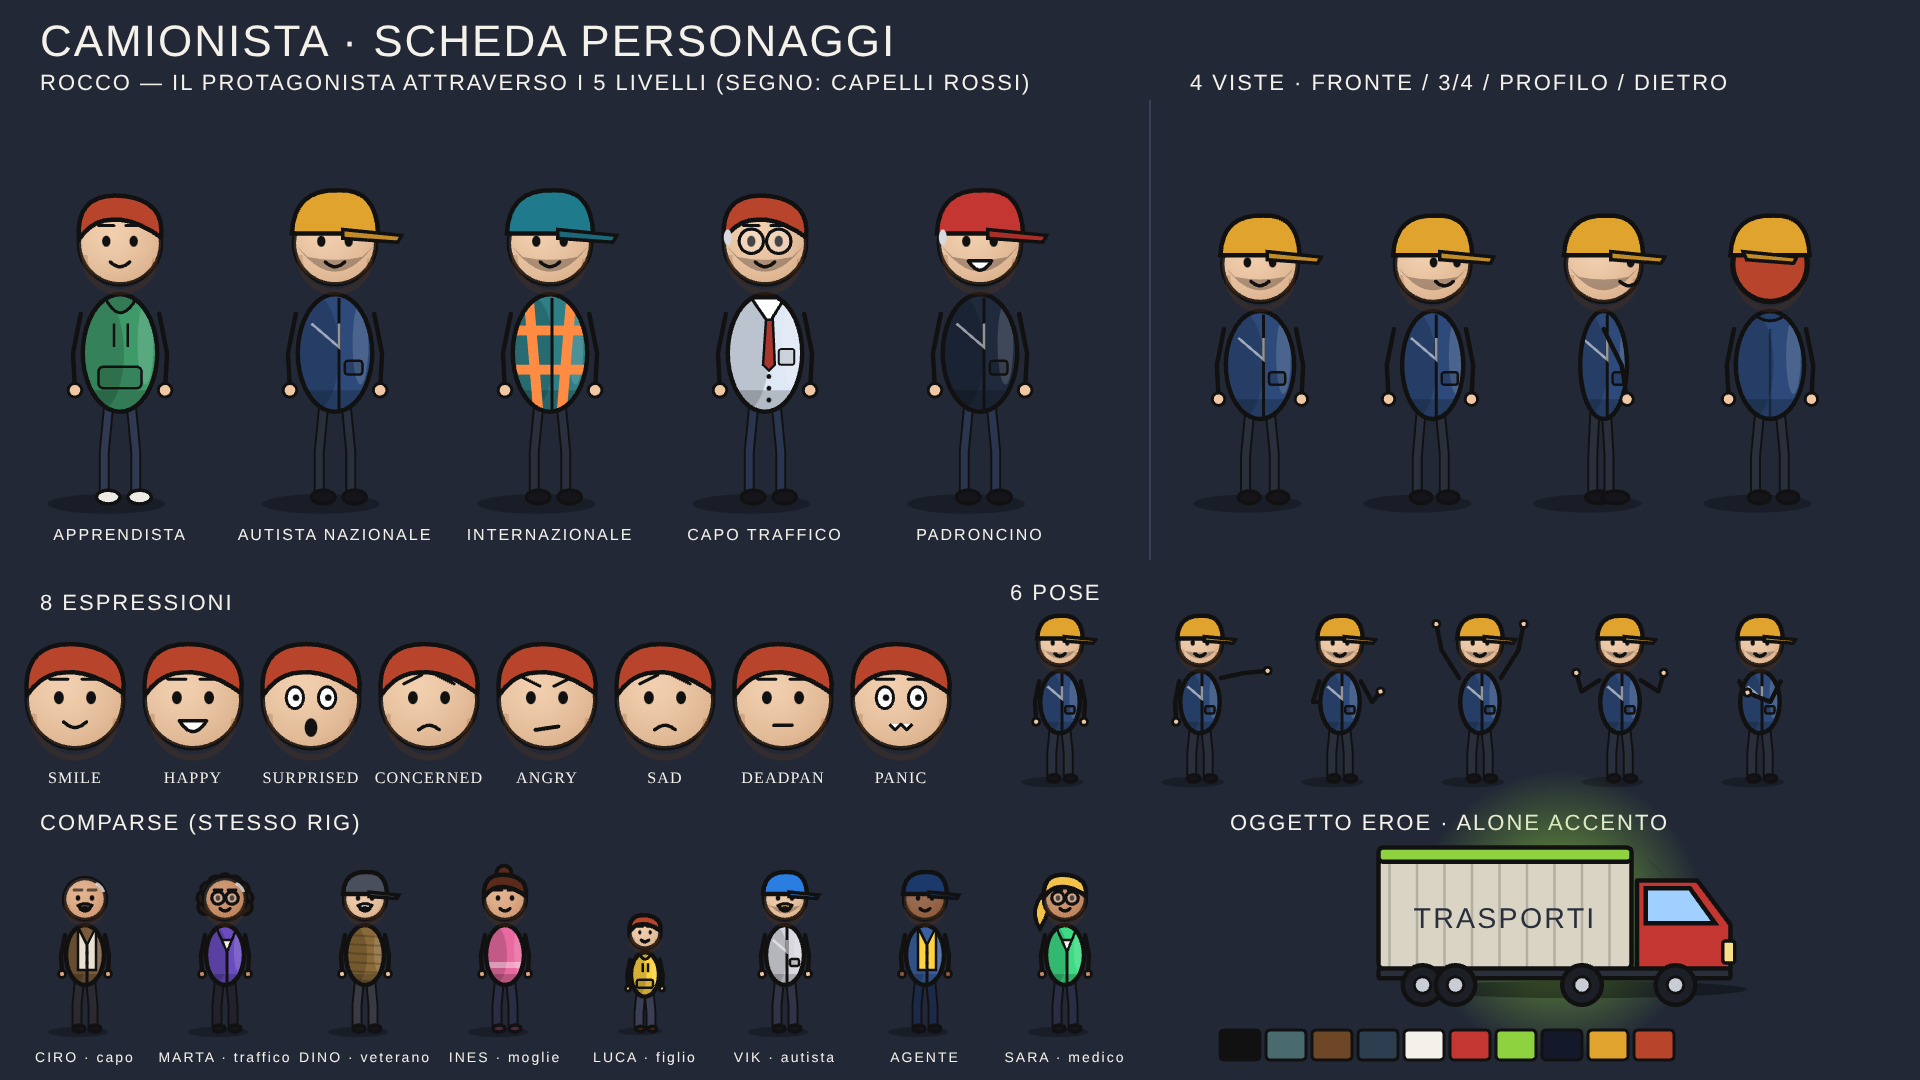 CAMIONISTA · SCHEDA PERSONAGGI
ROCCO — IL PROTAGONISTA ATTRAVERSO I 5 LIVELLI (SEGNO: CAPELLI ROSSI)
4 VISTE · FRONTE / 3/4 / PROFILO / DIETRO
APPRENDISTA
AUTISTA NAZIONALE
INTERNAZIONALE
CAPO TRAFFICO
PADRONCINO
8 ESPRESSIONI
SMILE
HAPPY
SURPRISED
CONCERNED
ANGRY
SAD
DEADPAN
PANIC
6 POSE
COMPARSE (STESSO RIG)
CIRO · capo
MARTA · traffico
DINO · veterano
INES · moglie
LUCA · figlio
VIK · autista
AGENTE
SARA · medico
OGGETTO EROE · ALONE ACCENTO
TRASPORTI